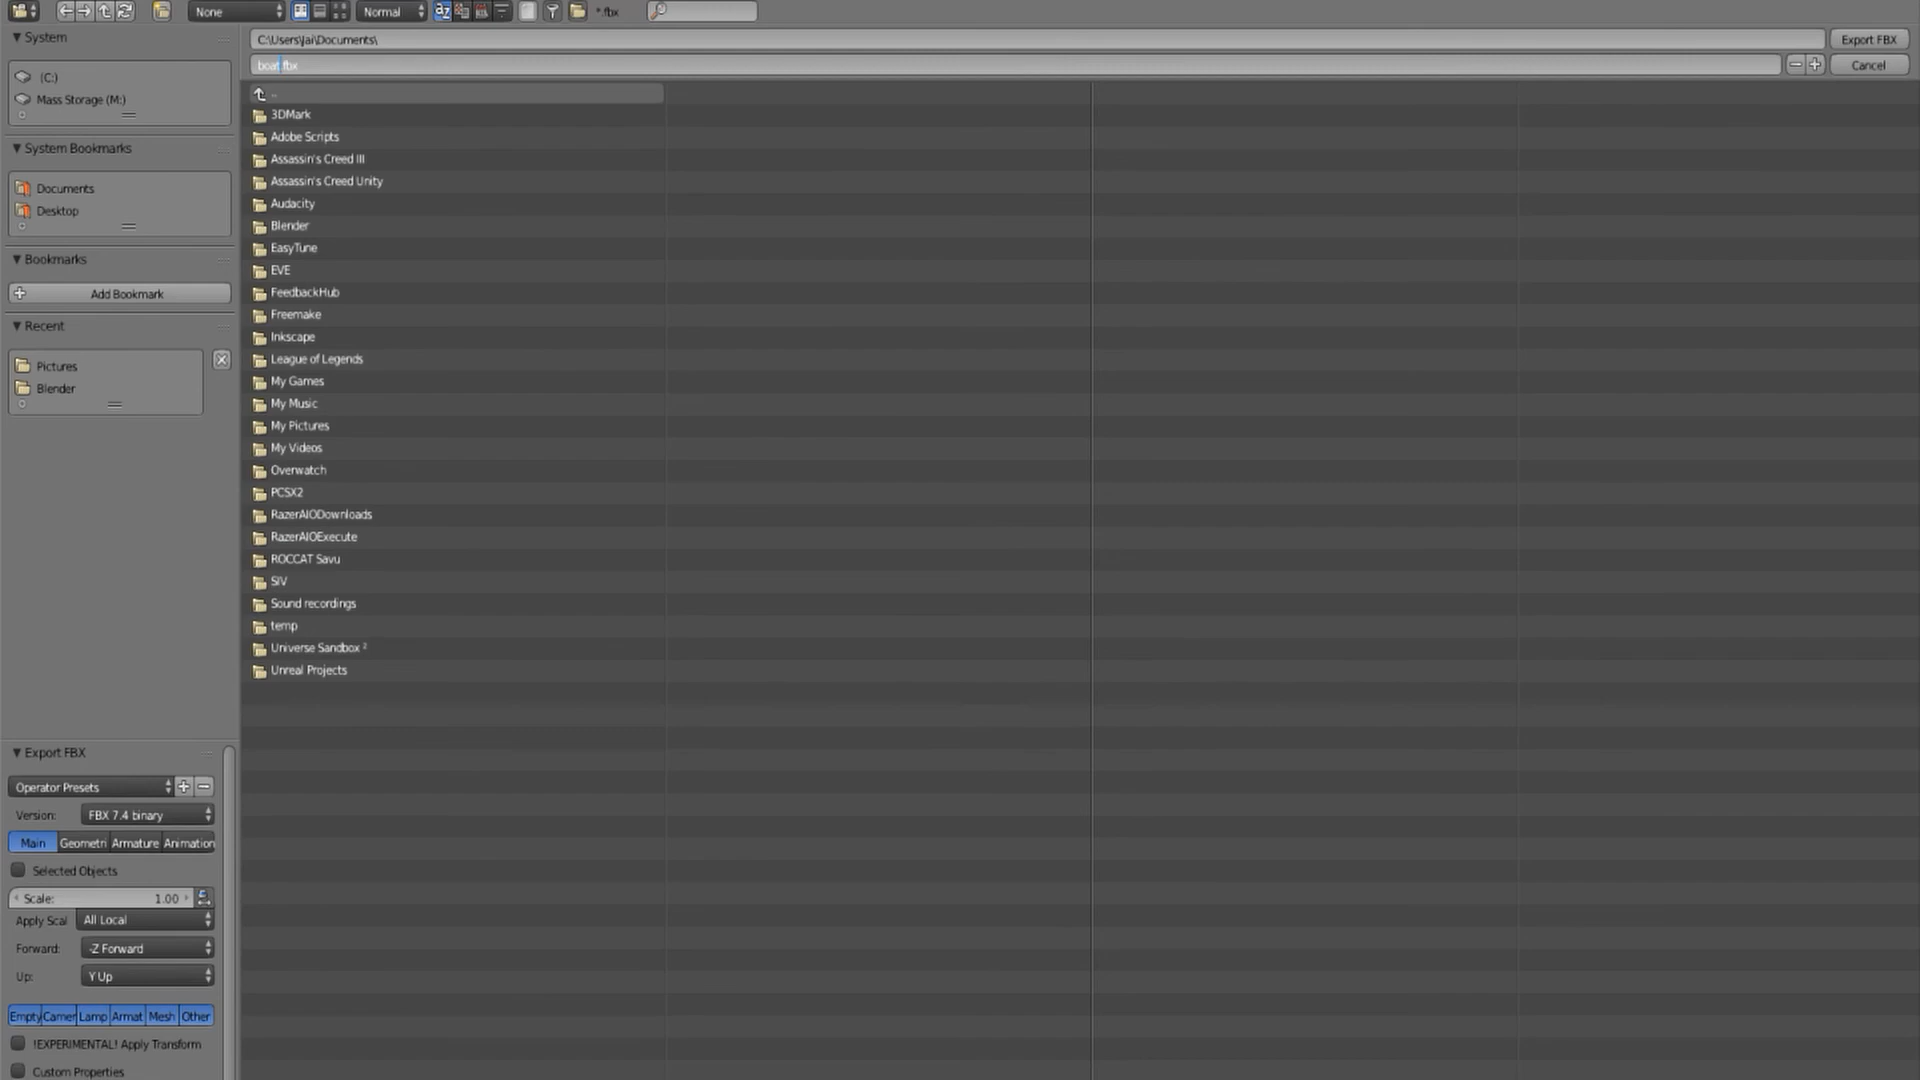 None Normal *.fbx
System
C:\Users\Jai\Documents\ Export FBX
boat.fbx Cancel
(C:)
Mass Storage (M:)
System Bookmarks
Documents
Desktop
Bookmarks
Add Bookmark
Recent
Pictures
Blender
..
3DMark
Adobe Scripts
Assassin's Creed III
Assassin's Creed Unity
Audacity
Blender
EasyTune
EVE
FeedbackHub
Freemake
Inkscape
League of Legends
My Games
My Music
My Pictures
My Videos
Overwatch
PCSX2
RazerAIODownloads
RazerAIOExecute
ROCCAT Savu
SIV
Sound recordings
temp
Universe Sandbox ²
Unreal Projects
Export FBX
Operator Presets
Version: FBX 7.4 binary
Main Geometri Armature Animation
Selected Objects
Scale: 1.00
Apply Scal All Local
Forward: -Z Forward
Up: Y Up
Empty Camer Lamp Armat Mesh Other
!EXPERIMENTAL! Apply Transform
Custom Properties